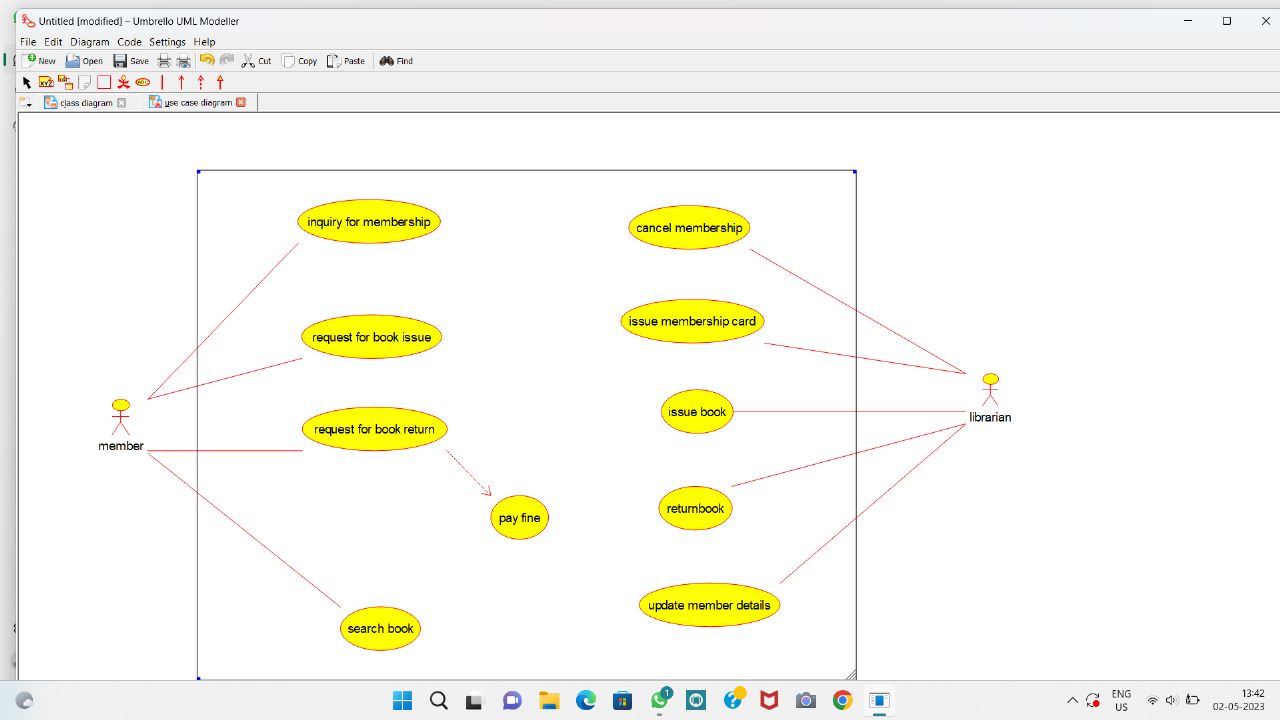 Untitled [modified] – Umbrello UML Modeller
File Edit Diagram Code Settings Help
New Open Save Cut Copy Paste Find
class diagram use case diagram
inquiry for membership
cancel membership
issue membership card
request for book issue
issue book
librarian
request for book return
member
returnbook
pay fine
update member details
search book
1
ENG
US
13:42
02-05-2023